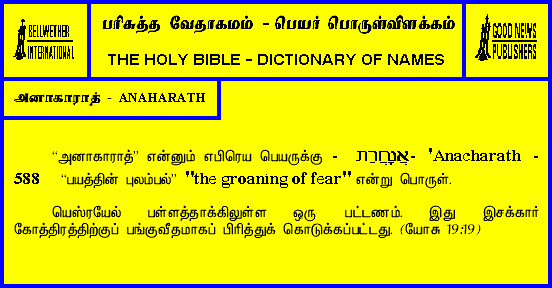 BELLWETHER
INTERNATIONAL
பரிசுத்த வேதாகமம் - பெயர் பொருள்விளக்கம்
THE HOLY BIBLE - DICTIONARY OF NAMES
GOOD NEWS
PUBLISHERS
அனாகாராத் - ANAHARATH
“அனாகாராத்” என்னும் எபிரெய பெயருக்கு - אֲנָחֲרַת - 'Anacharath -
588 “பயத்தின் புலம்பல்” "the groaning of fear" என்று பொருள்.
யெஸ்ரயேல் பள்ளத்தாக்கிலுள்ள ஒரு பட்டணம். இது இசக்கார்
கோத்திரத்திற்குப் பங்குவீதமாகப் பிரித்துக் கொடுக்கப்பட்டது. (யோசு 19:19)